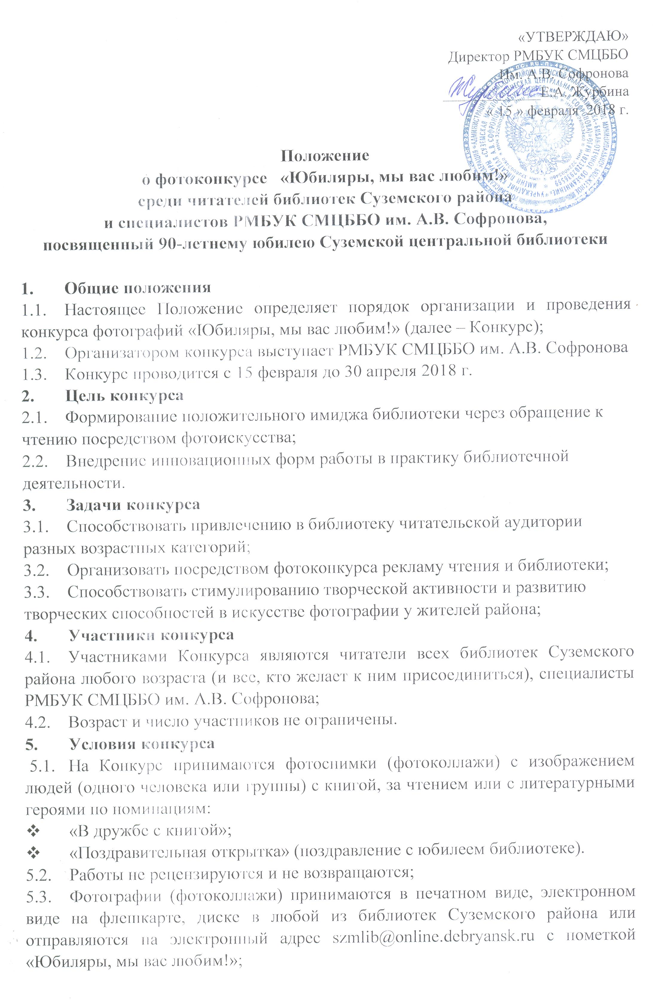 «УТВЕРЖДАЮ»
Директор РМБУК СМЦББО
Им. А.В. Софронова
Е.А. Журбина
« 15 » февраля 2018 г.
Положение
о фотоконкурсе «Юбиляры, мы вас любим!»
среди читателей библиотек Суземского района
и специалистов РМБУК СМЦББО им. А.В. Софронова,
посвященный 90-летнему юбилею Суземской центральной библиотеки
1. Общие положения
1.1. Настоящее Положение определяет порядок организации и проведения
конкурса фотографий «Юбиляры, мы вас любим!» (далее – Конкурс);
1.2. Организатором конкурса выступает РМБУК СМЦББО им. А.В. Софронова
1.3. Конкурс проводится с 15 февраля до 30 апреля 2018 г.
2. Цель конкурса
2.1. Формирование положительного имиджа библиотеки через обращение к
чтению посредством фотоискусства;
2.2. Внедрение инновационных форм работы в практику библиотечной
деятельности.
3. Задачи конкурса
3.1. Способствовать привлечению в библиотеку читательской аудитории
разных возрастных категорий;
3.2. Организовать посредством фотоконкурса рекламу чтения и библиотеки;
3.3. Способствовать стимулированию творческой активности и развитию
творческих способностей в искусстве фотографии у жителей района;
4. Участники конкурса
4.1. Участниками Конкурса являются читатели всех библиотек Суземского
района любого возраста (и все, кто желает к ним присоединиться), специалисты
РМБУК СМЦББО им. А.В. Софронова;
4.2. Возраст и число участников не ограничены.
5. Условия конкурса
5.1. На Конкурс принимаются фотоснимки (фотоколлажи) с изображением
людей (одного человека или группы) с книгой, за чтением или с литературными
героями по номинациям:
❖ «В дружбе с книгой»;
❖ «Поздравительная открытка» (поздравление с юбилеем библиотеке).
5.2. Работы не рецензируются и не возвращаются;
5.3. Фотографии (фотоколлажи) принимаются в печатном виде, электронном
виде на флешкарте, диске в любой из библиотек Суземского района или
отправляются на электронный адрес szmlib@online.debryansk.ru с пометкой
«Юбиляры, мы вас любим!»;